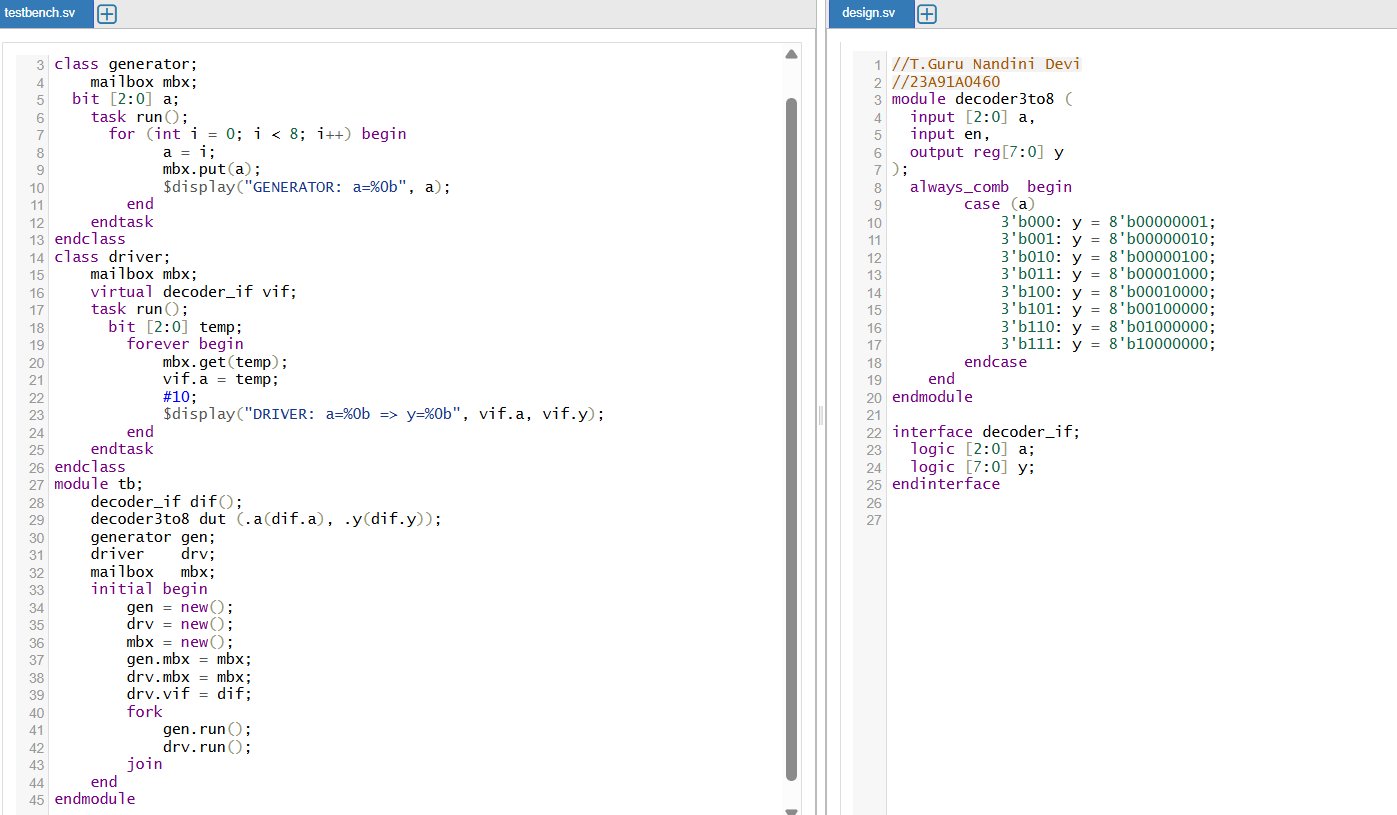 testbench.sv
3 class generator;
4     mailbox mbx;
5   bit [2:0] a;
6     task run();
7       for (int i = 0; i < 8; i++) begin
8             a = i;
9             mbx.put(a);
10             $display("GENERATOR: a=%0b", a);
11         end
12     endtask
13 endclass
14 class driver;
15     mailbox mbx;
16     virtual decoder_if vif;
17     task run();
18       bit [2:0] temp;
19         forever begin
20             mbx.get(temp);
21             vif.a = temp;
22             #10;
23             $display("DRIVER: a=%0b => y=%0b", vif.a, vif.y);
24         end
25     endtask
26 endclass
27 module tb;
28     decoder_if dif();
29     decoder3to8 dut (.a(dif.a), .y(dif.y));
30     generator gen;
31     driver    drv;
32     mailbox   mbx;
33     initial begin
34         gen = new();
35         drv = new();
36         mbx = new();
37         gen.mbx = mbx;
38         drv.mbx = mbx;
39         drv.vif = dif;
40         fork
41             gen.run();
42             drv.run();
43         join
44     end
45 endmodule
design.sv
1 //T.Guru Nandini Devi
2 //23A91A0460
3 module decoder3to8 (
4   input [2:0] a,
5   input en,
6   output reg[7:0] y
7 );
8   always_comb  begin
9         case (a)
10             3'b000: y = 8'b00000001;
11             3'b001: y = 8'b00000010;
12             3'b010: y = 8'b00000100;
13             3'b011: y = 8'b00001000;
14             3'b100: y = 8'b00010000;
15             3'b101: y = 8'b00100000;
16             3'b110: y = 8'b01000000;
17             3'b111: y = 8'b10000000;
18         endcase
19     end
20 endmodule
21
22 interface decoder_if;
23   logic [2:0] a;
24   logic [7:0] y;
25 endinterface
26
27